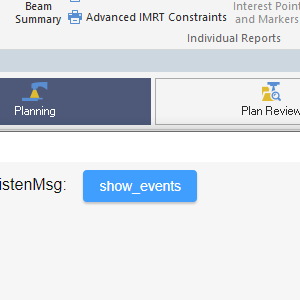 Beam
Summary
Advanced IMRT Constraints
Interest Point
and Markers
Individual Reports
Planning
Plan Review
istenMsg:
show_events